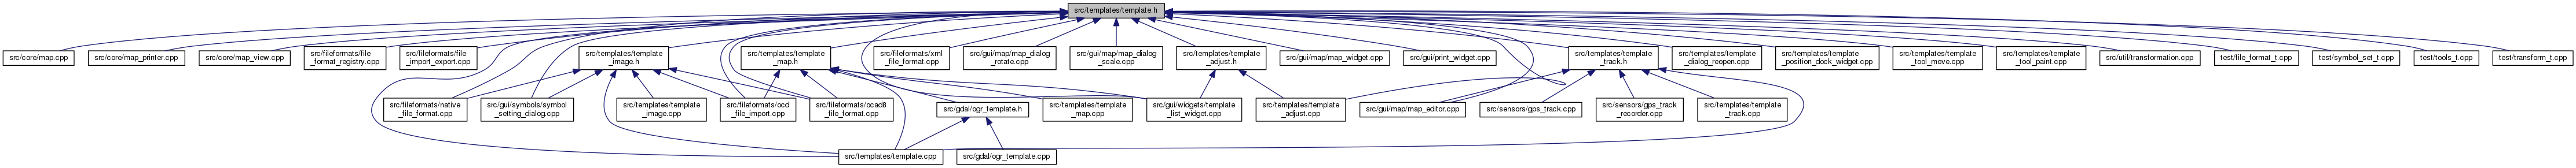 src/templates/template.h
src/core/map.cpp
src/core/map_printer.cpp
src/core/map_view.cpp
src/fileformats/file
_format_registry.cpp
src/fileformats/file
_import_export.cpp
src/templates/template
_image.h
src/templates/template
_map.h
src/fileformats/xml
_file_format.cpp
src/gui/map/map_dialog
_rotate.cpp
src/gui/map/map_dialog
_scale.cpp
src/templates/template
_adjust.h
src/gui/map/map_widget.cpp
src/gui/print_widget.cpp
src/templates/template
_track.h
src/templates/template
_dialog_reopen.cpp
src/templates/template
_position_dock_widget.cpp
src/templates/template
_tool_move.cpp
src/templates/template
_tool_paint.cpp
src/util/transformation.cpp
test/file_format_t.cpp
test/symbol_set_t.cpp
test/tools_t.cpp
test/transform_t.cpp
src/fileformats/native
_file_format.cpp
src/gui/symbols/symbol
_setting_dialog.cpp
src/templates/template
_image.cpp
src/fileformats/ocd
_file_import.cpp
src/fileformats/ocad8
_file_format.cpp
src/gdal/ogr_template.h
src/templates/template
_map.cpp
src/gui/widgets/template
_list_widget.cpp
src/templates/template
_adjust.cpp
src/gui/map/map_editor.cpp
src/sensors/gps_track.cpp
src/sensors/gps_track
_recorder.cpp
src/templates/template
_track.cpp
src/templates/template.cpp
src/gdal/ogr_template.cpp